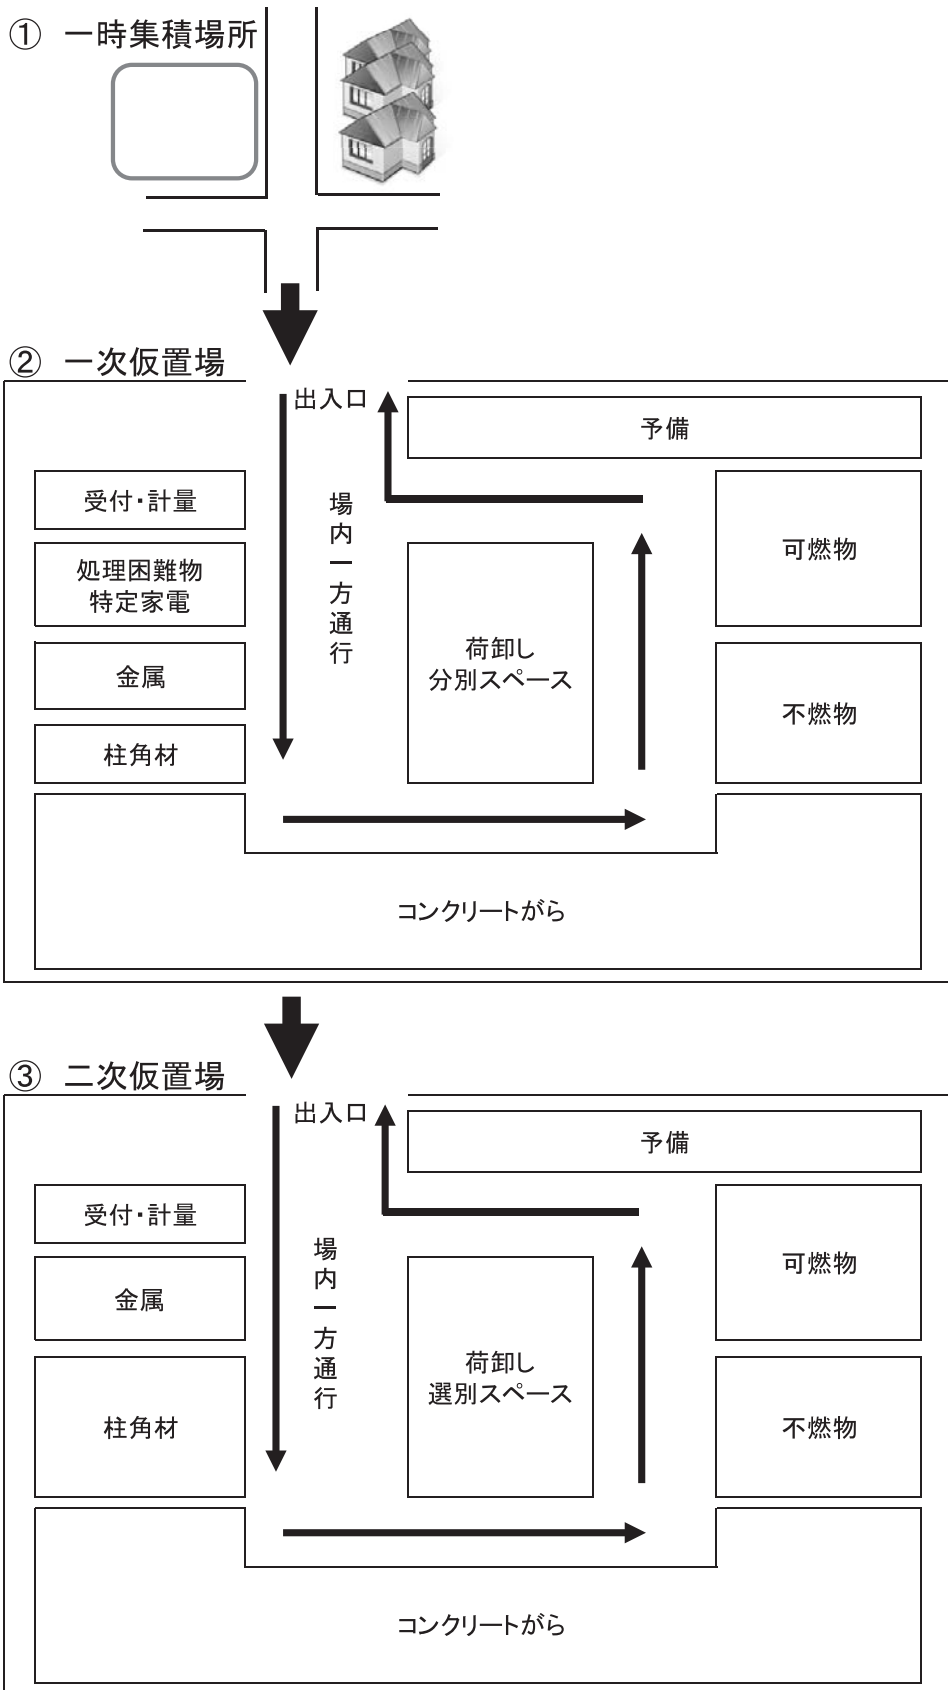 ① 一時集積場所
② 一次仮置場
出入口
予備
受付・計量
処理困難物
特定家電
金属
柱角材
場内一方通行
荷卸し
分別スペース
可燃物
不燃物
コンクリートがら
③ 二次仮置場
出入口
予備
受付・計量
金属
柱角材
場内一方通行
荷卸し
選別スペース
可燃物
不燃物
コンクリートがら